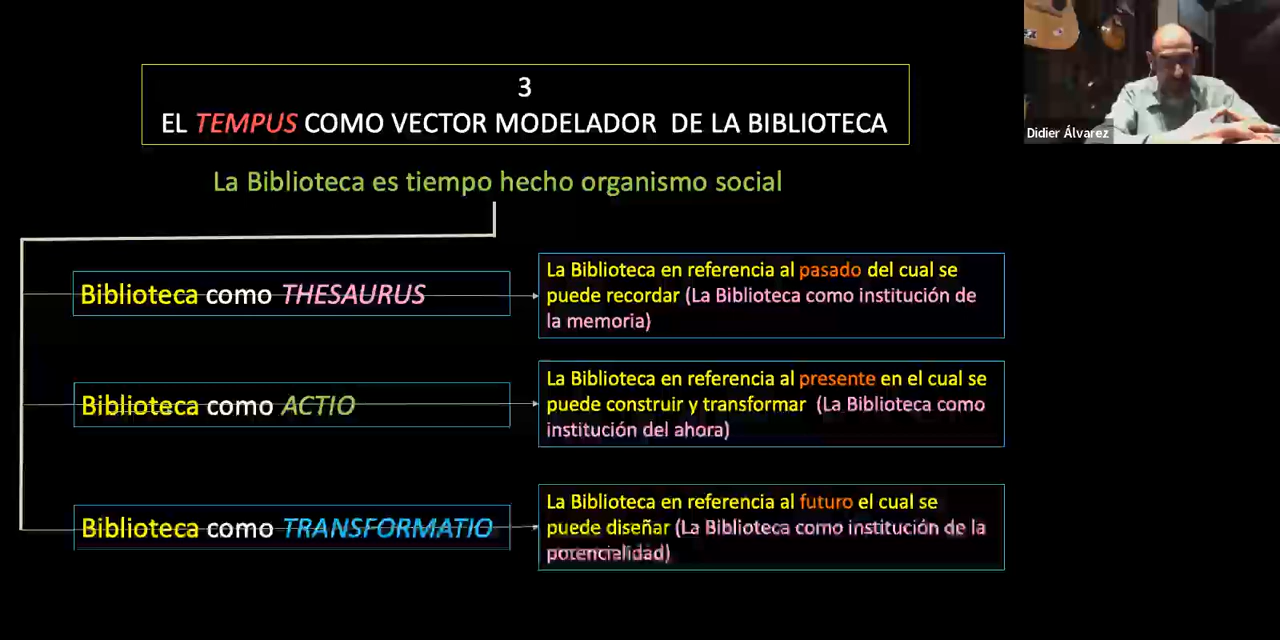 3
EL TEMPUS COMO VECTOR MODELADOR DE LA BIBLIOTECA
La Biblioteca es tiempo hecho organismo social
Biblioteca como THESAURUS
La Biblioteca en referencia al pasado del cual se
puede recordar (La Biblioteca como institución de
la memoria)
Biblioteca como ACTIO
La Biblioteca en referencia al presente en el cual se
puede construir y transformar (La Biblioteca como
institución del ahora)
Biblioteca como TRANSFORMATIO
La Biblioteca en referencia al futuro el cual se
puede diseñar (La Biblioteca como institución de la
potencialidad)
Didier Álvarez